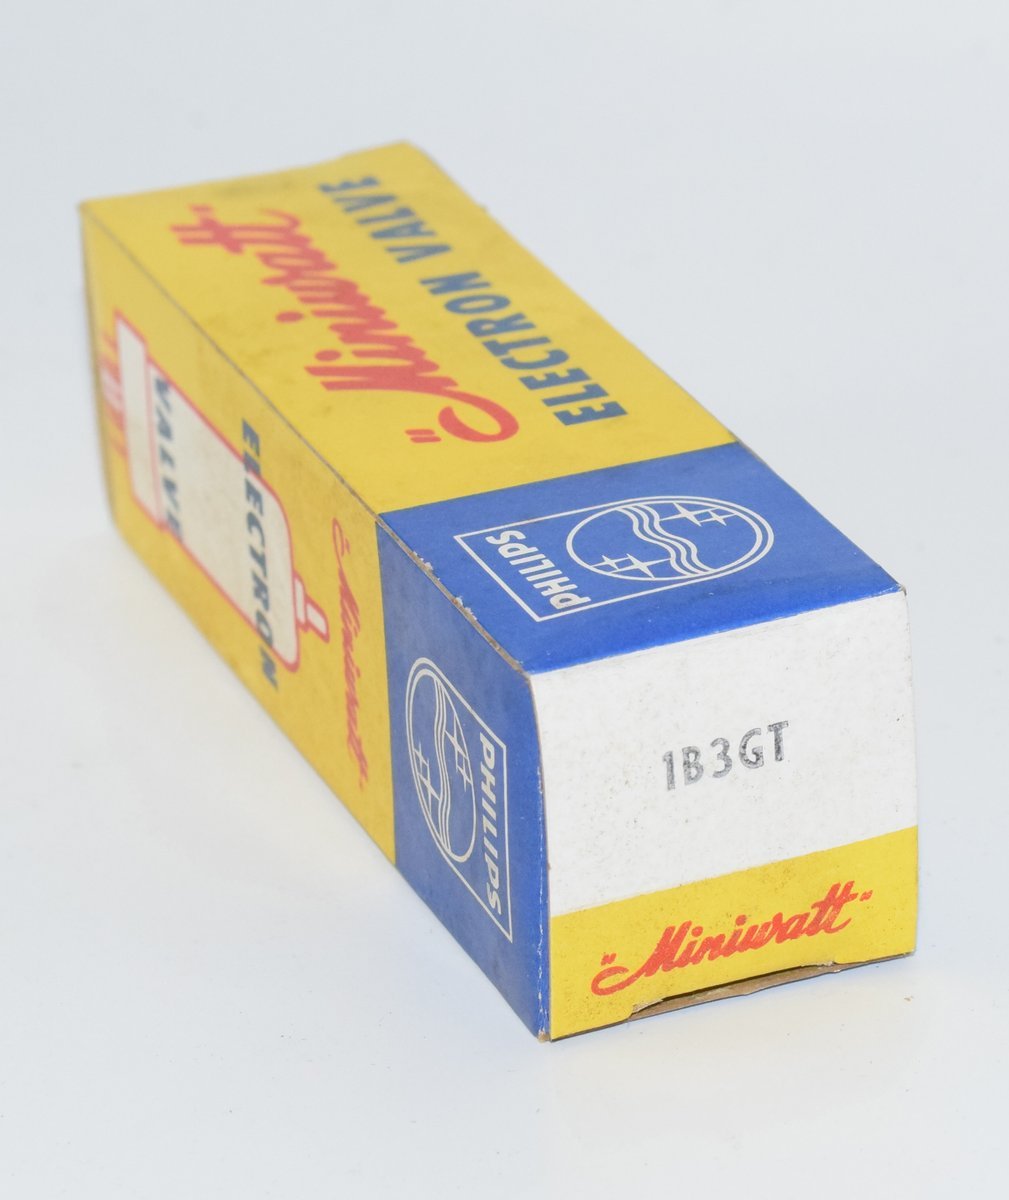 "Miniwatt"
ELECTRON VALVE
PHILIPS
ELECTRON
VALVE
"Miniwatt"
PHILIPS
1B3GT
"Miniwatt"